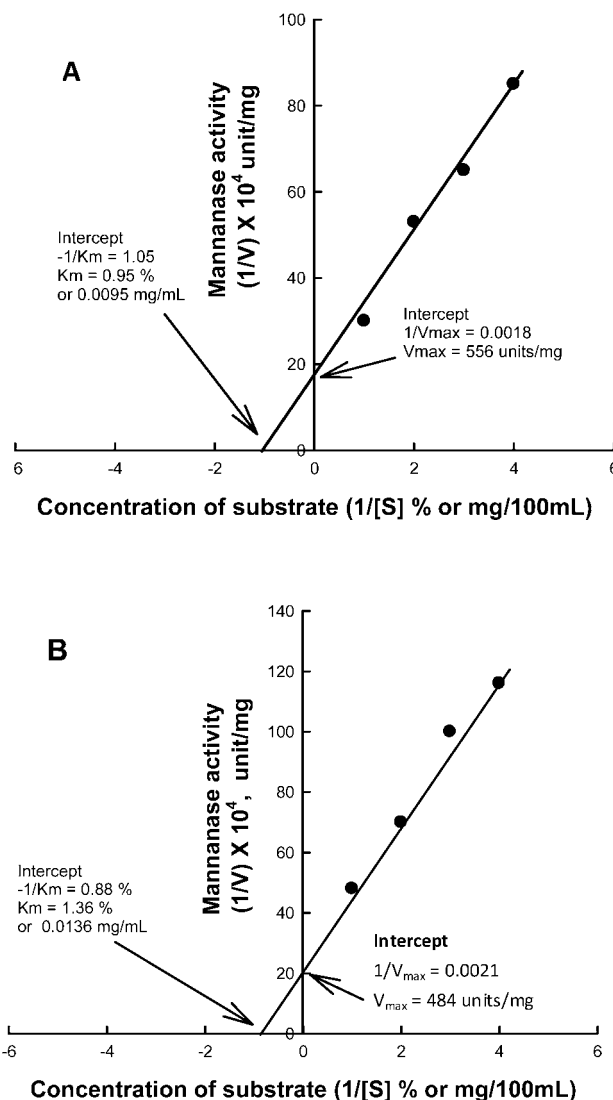 A
Mannanase activity
(1/V) X 10⁴ unit/mg
100
80
60
40
20
0
Intercept
-1/Km = 1.05
Km = 0.95 %
or 0.0095 mg/mL
Intercept
1/Vmax = 0.0018
Vmax = 556 units/mg
6 -4 -2 0 2 4 6
Concentration of substrate (1/[S] % or mg/100mL)
B
Mannanase activity
(1/V) X 10⁴, unit/mg
140
120
100
80
60
40
20
0
Intercept
-1/Km = 0.88 %
Km = 1.36 %
or 0.0136 mg/mL
Intercept
1/Vmax = 0.0021
Vmax = 484 units/mg
-6 -4 -2 0 2 4 6
Concentration of substrate (1/[S] % or mg/100mL)